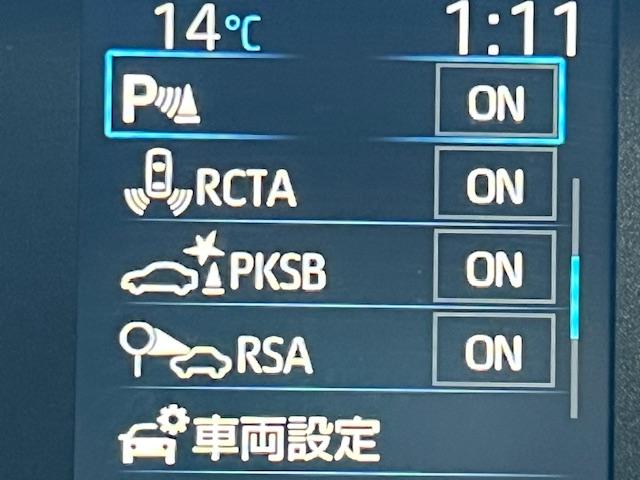 14℃ 1:11
P ON
RCTA ON
PKSB ON
RSA ON
車両設定